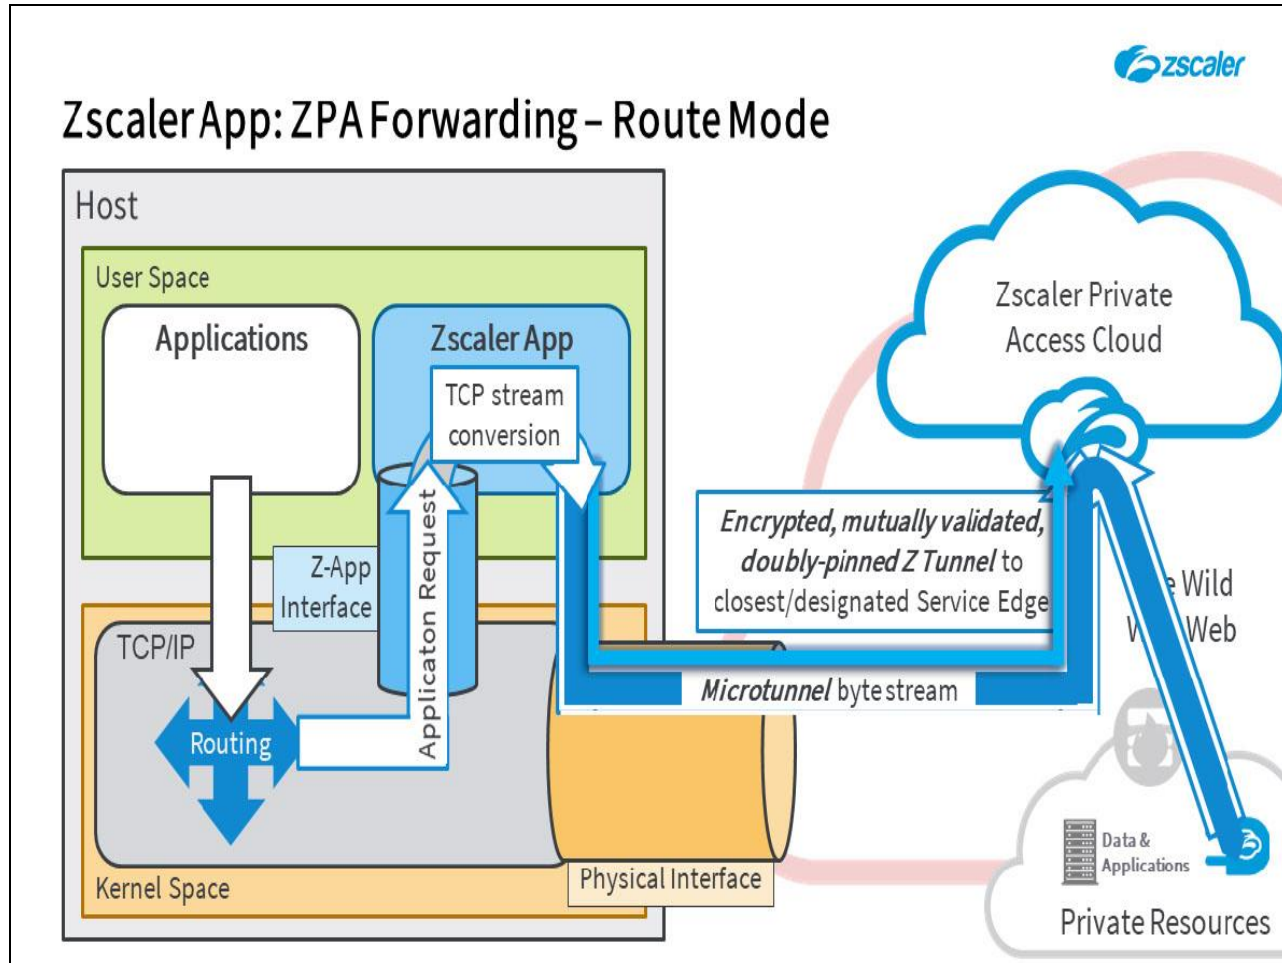 zscaler
Zscaler App: ZPA Forwarding – Route Mode
Host
User Space
Applications
Zscaler App
TCP stream
conversion
Z-App
Interface
Applicaton Request
TCP/IP
Routing
Kernel Space
Physical Interface
Encrypted, mutually validated,
doubly-pinned Z Tunnel to
closest/designated Service Edge
Microtunnel byte stream
Zscaler Private
Access Cloud
Wild
Web
Data &
Applications
Private Resources